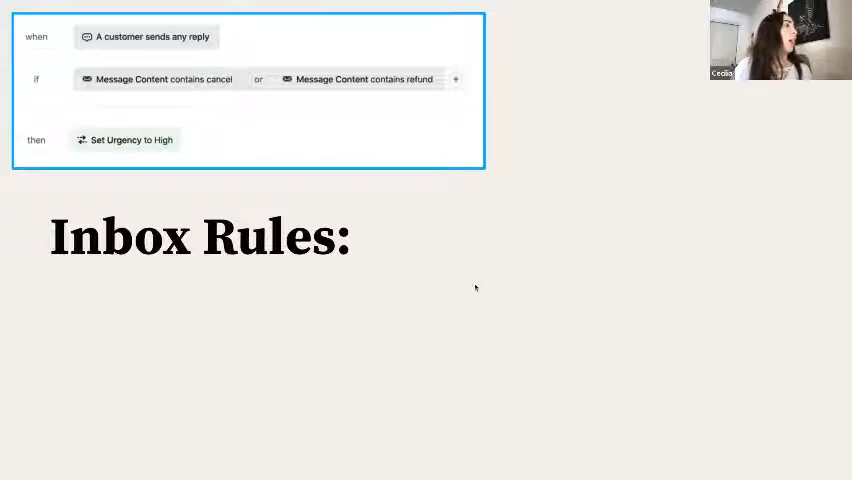 when A customer sends any reply
if Message Content contains cancel or Message Content contains refund +
then Set Urgency to High
Cecilia
Inbox Rules: